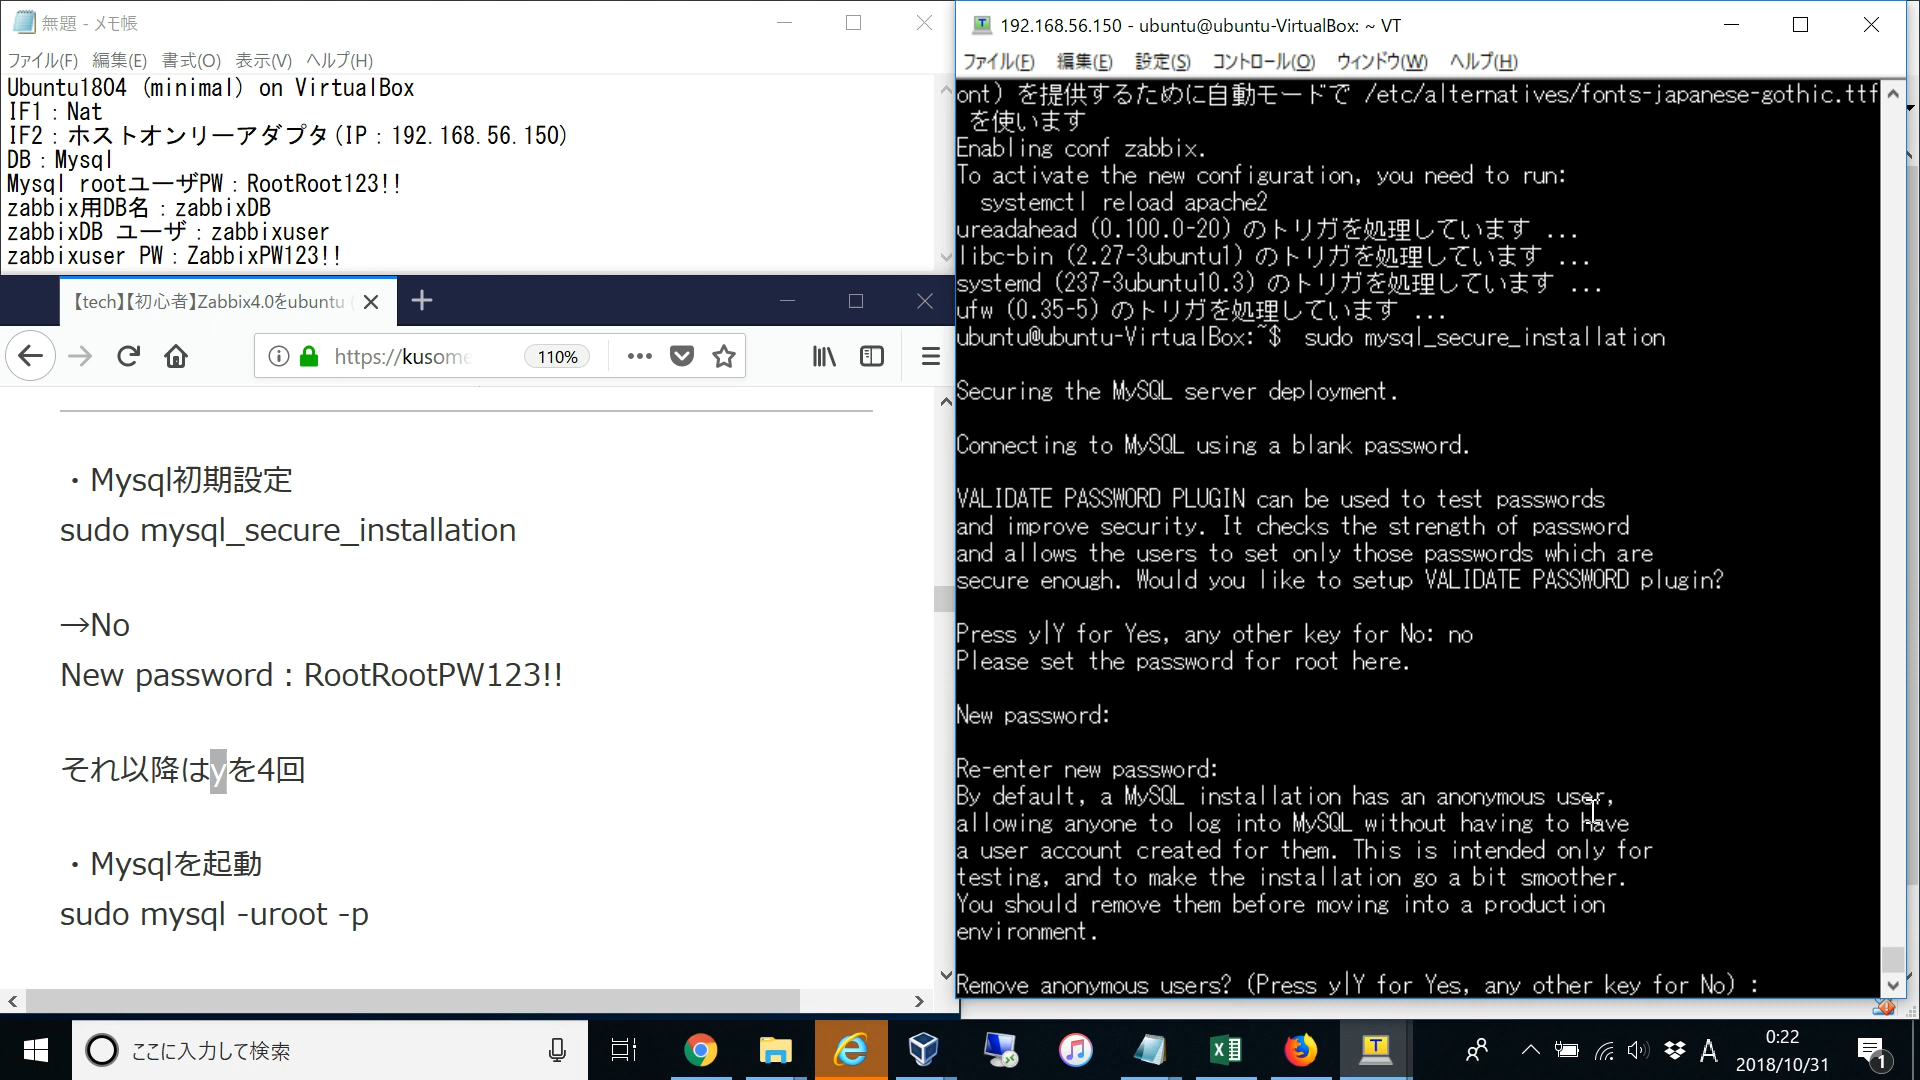 無題 - メモ帳
ファイル(F) 編集(E) 書式(O) 表示(V) ヘルプ(H)
Ubuntu1804 (minimal) on VirtualBox
IF1：Nat
IF2：ホストオンリーアダプタ(IP：192.168.56.150)
DB：Mysql
Mysql rootユーザPW：RootRoot123!!
zabbix用DB名：zabbixDB
zabbixDB ユーザ：zabbixuser
zabbixuser PW：ZabbixPW123!!
【tech】【初心者】Zabbix4.0をubuntu (
https://kusome
110%
・Mysql初期設定
sudo mysql_secure_installation
→No
New password：RootRootPW123!!
それ以降はyを4回
・Mysqlを起動
sudo mysql -uroot -p
192.168.56.150 - ubuntu@ubuntu-VirtualBox: ~ VT
ファイル(F) 編集(E) 設定(S) コントロール(O) ウィンドウ(W) ヘルプ(H)
ont) を提供するために自動モードで /etc/alternatives/fonts-japanese-gothic.ttf
を使います
Enabling conf zabbix.
To activate the new configuration, you need to run:
systemctl reload apache2
ureadahead (0.100.0-20) のトリガを処理しています ...
libc-bin (2.27-3ubuntu1) のトリガを処理しています ...
systemd (237-3ubuntu10.3) のトリガを処理しています ...
ufw (0.35-5) のトリガを処理しています ...
ubuntu@ubuntu-VirtualBox:~$  sudo mysql_secure_installation
Securing the MySQL server deployment.
Connecting to MySQL using a blank password.
VALIDATE PASSWORD PLUGIN can be used to test passwords
and improve security. It checks the strength of password
and allows the users to set only those passwords which are
secure enough. Would you like to setup VALIDATE PASSWORD plugin?
Press y|Y for Yes, any other key for No: no
Please set the password for root here.
New password:
Re-enter new password:
By default, a MySQL installation has an anonymous user,
allowing anyone to log into MySQL without having to have
a user account created for them. This is intended only for
testing, and to make the installation go a bit smoother.
You should remove them before moving into a production
environment.
Remove anonymous users? (Press y|Y for Yes, any other key for No) :
ここに入力して検索
A
0:22
2018/10/31
1